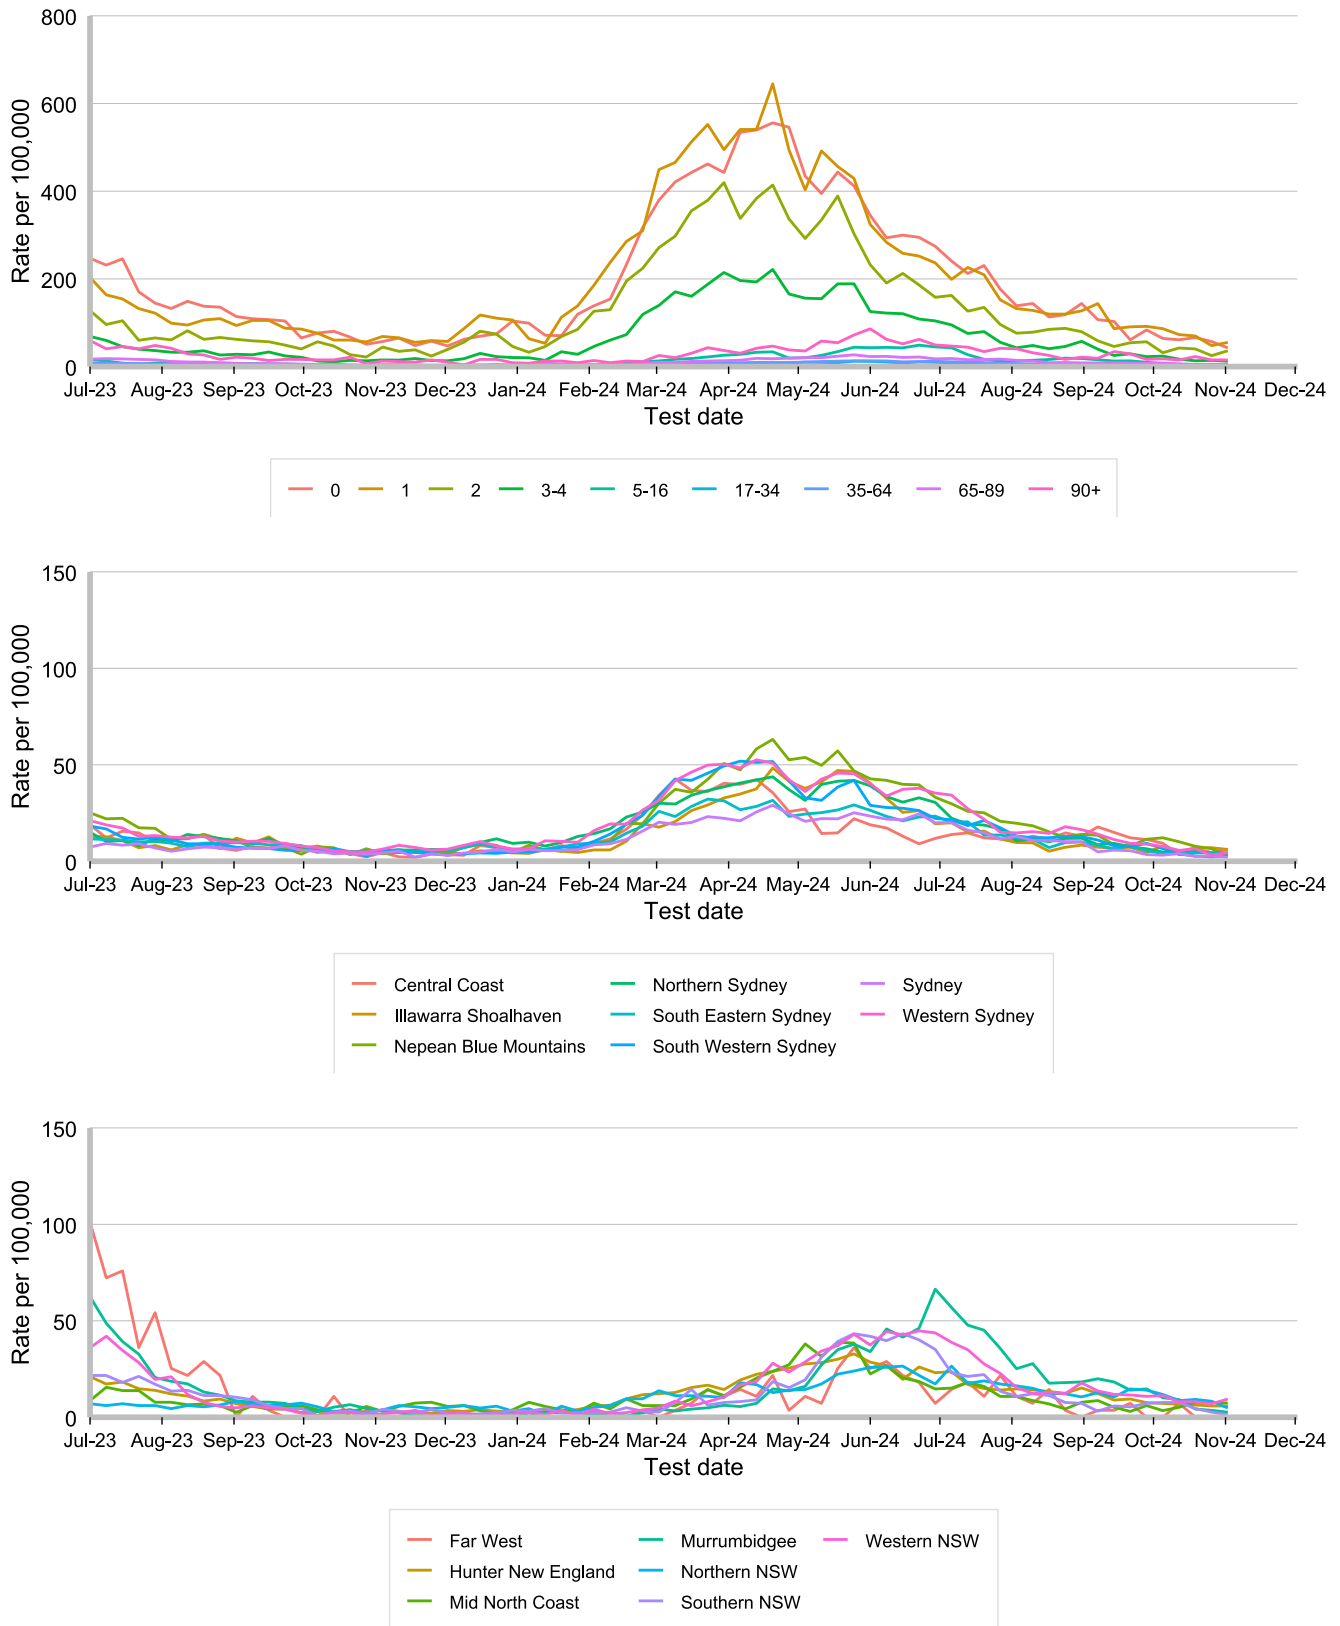 800
600
400
200
0
Rate per 100,000
Jul-23 Aug-23 Sep-23 Oct-23 Nov-23 Dec-23 Jan-24 Feb-24 Mar-24 Apr-24 May-24 Jun-24 Jul-24 Aug-24 Sep-24 Oct-24 Nov-24 Dec-24
Test date
0 1 2 3-4 5-16 17-34 35-64 65-89 90+
150
100
50
0
Rate per 100,000
Jul-23 Aug-23 Sep-23 Oct-23 Nov-23 Dec-23 Jan-24 Feb-24 Mar-24 Apr-24 May-24 Jun-24 Jul-24 Aug-24 Sep-24 Oct-24 Nov-24 Dec-24
Test date
Central Coast Northern Sydney Sydney
Illawarra Shoalhaven South Eastern Sydney Western Sydney
Nepean Blue Mountains South Western Sydney
150
100
50
0
Rate per 100,000
Jul-23 Aug-23 Sep-23 Oct-23 Nov-23 Dec-23 Jan-24 Feb-24 Mar-24 Apr-24 May-24 Jun-24 Jul-24 Aug-24 Sep-24 Oct-24 Nov-24 Dec-24
Test date
Far West Murrumbidgee Western NSW
Hunter New England Northern NSW
Mid North Coast Southern NSW